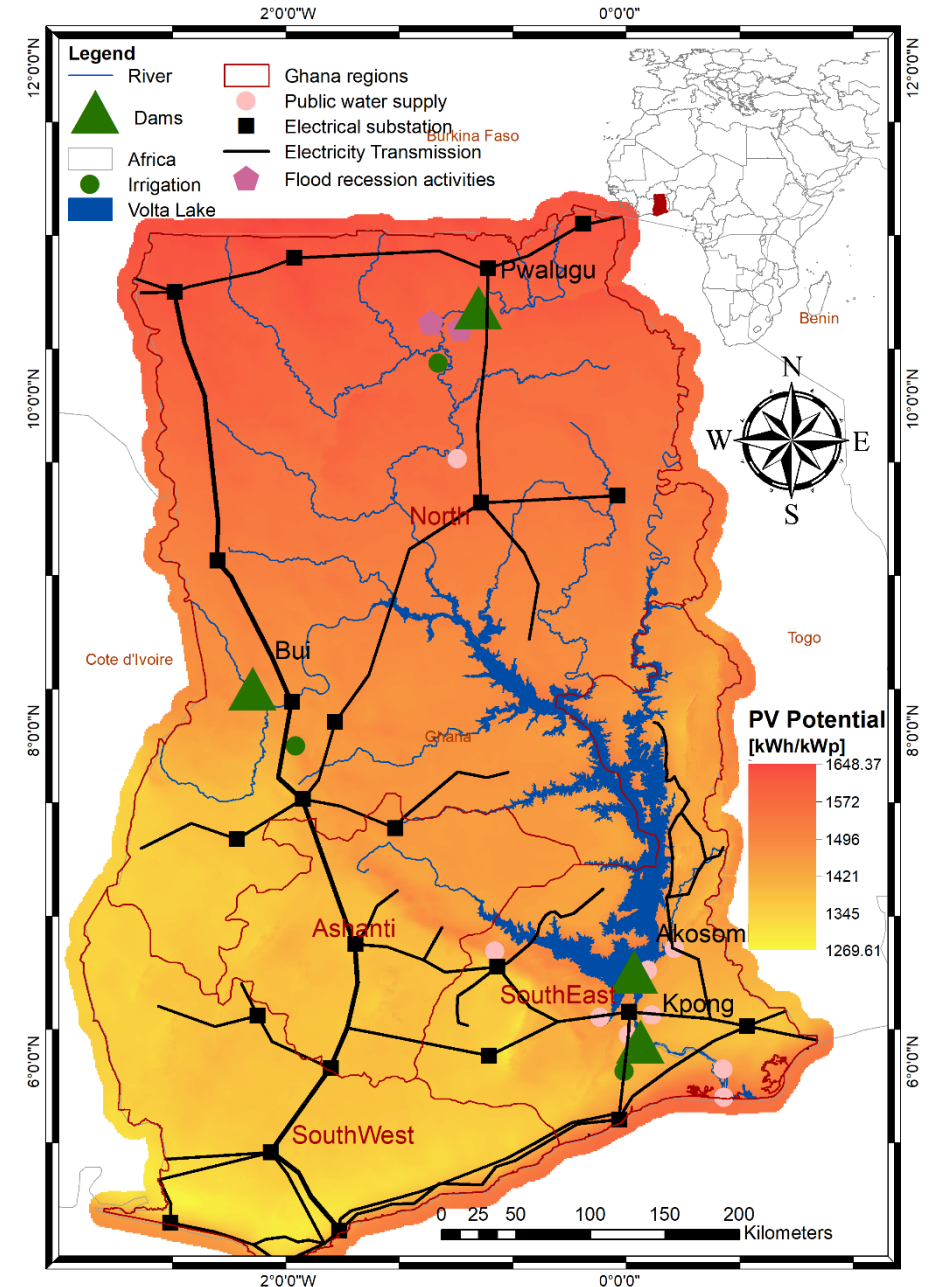 2°0'0"W
0°0'0"
12°0'0"N
12°0'0"N
Legend
River
Dams
Africa
Irrigation
Volta Lake
Ghana regions
Public water supply
Electrical substation
Electricity Transmission
Flood recession activities
Burkina Faso
Pwalugu
Benin
10°0'0"N
10°0'0"N
N
W
E
S
North
Bui
Cote d'Ivoire
Togo
Ghana
8°0'0"N
8°0'0"N
PV Potential
[kWh/kWp]
1648.37
1572
1496
1421
1345
1269.61
Ashanti
Akosom
SouthEast
Kpong
6°0'0"N
6°0'0"N
SouthWest
0 25 50 100 150 200
Kilometers
2°0'0"W
0°0'0"